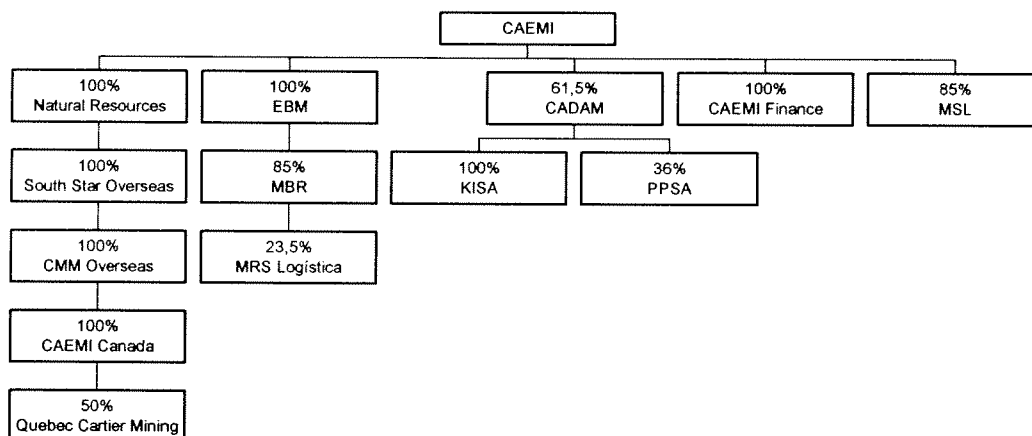 CAEMI
100%
Natural Resources
100%
EBM
61,5%
CADAM
100%
CAEMI Finance
85%
MSL
100%
South Star Overseas
85%
MBR
100%
KISA
36%
PPSA
100%
CMM Overseas
23,5%
MRS Logística
100%
CAEMI Canada
50%
Quebec Cartier Mining